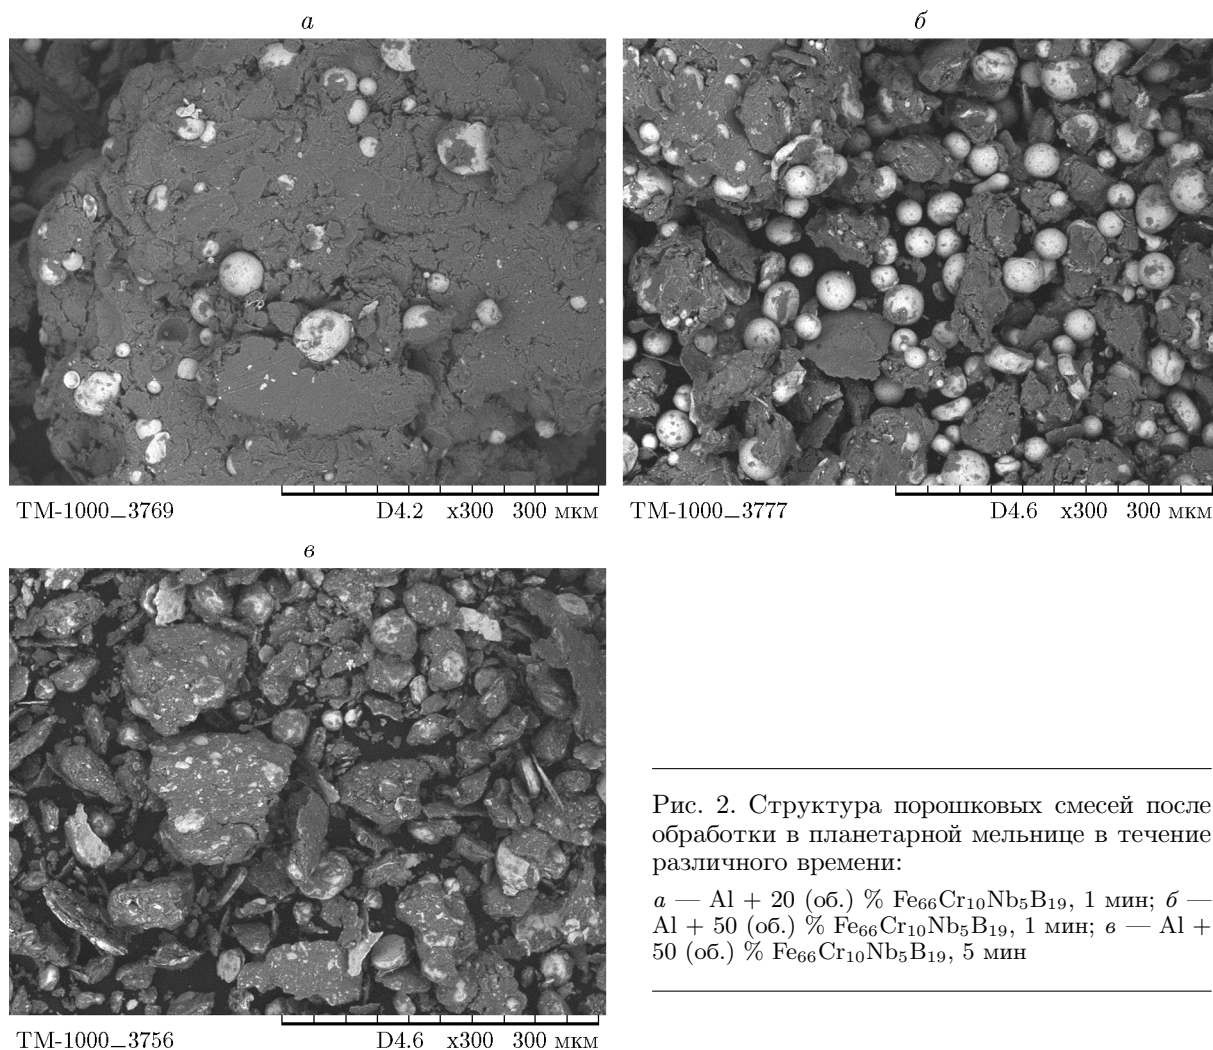 а
б
TM-1000_3769 D4.2 x300 300 мкм
TM-1000_3777 D4.6 x300 300 мкм
в
TM-1000_3756 D4.6 x300 300 мкм
Рис. 2. Структура порошковых смесей после
обработки в планетарной мельнице в течение
различного времени:
а — Al + 20 (об.) % Fe₆₆Cr₁₀Nb₅B₁₉, 1 мин; б —
Al + 50 (об.) % Fe₆₆Cr₁₀Nb₅B₁₉, 1 мин; в — Al +
50 (об.) % Fe₆₆Cr₁₀Nb₅B₁₉, 5 мин